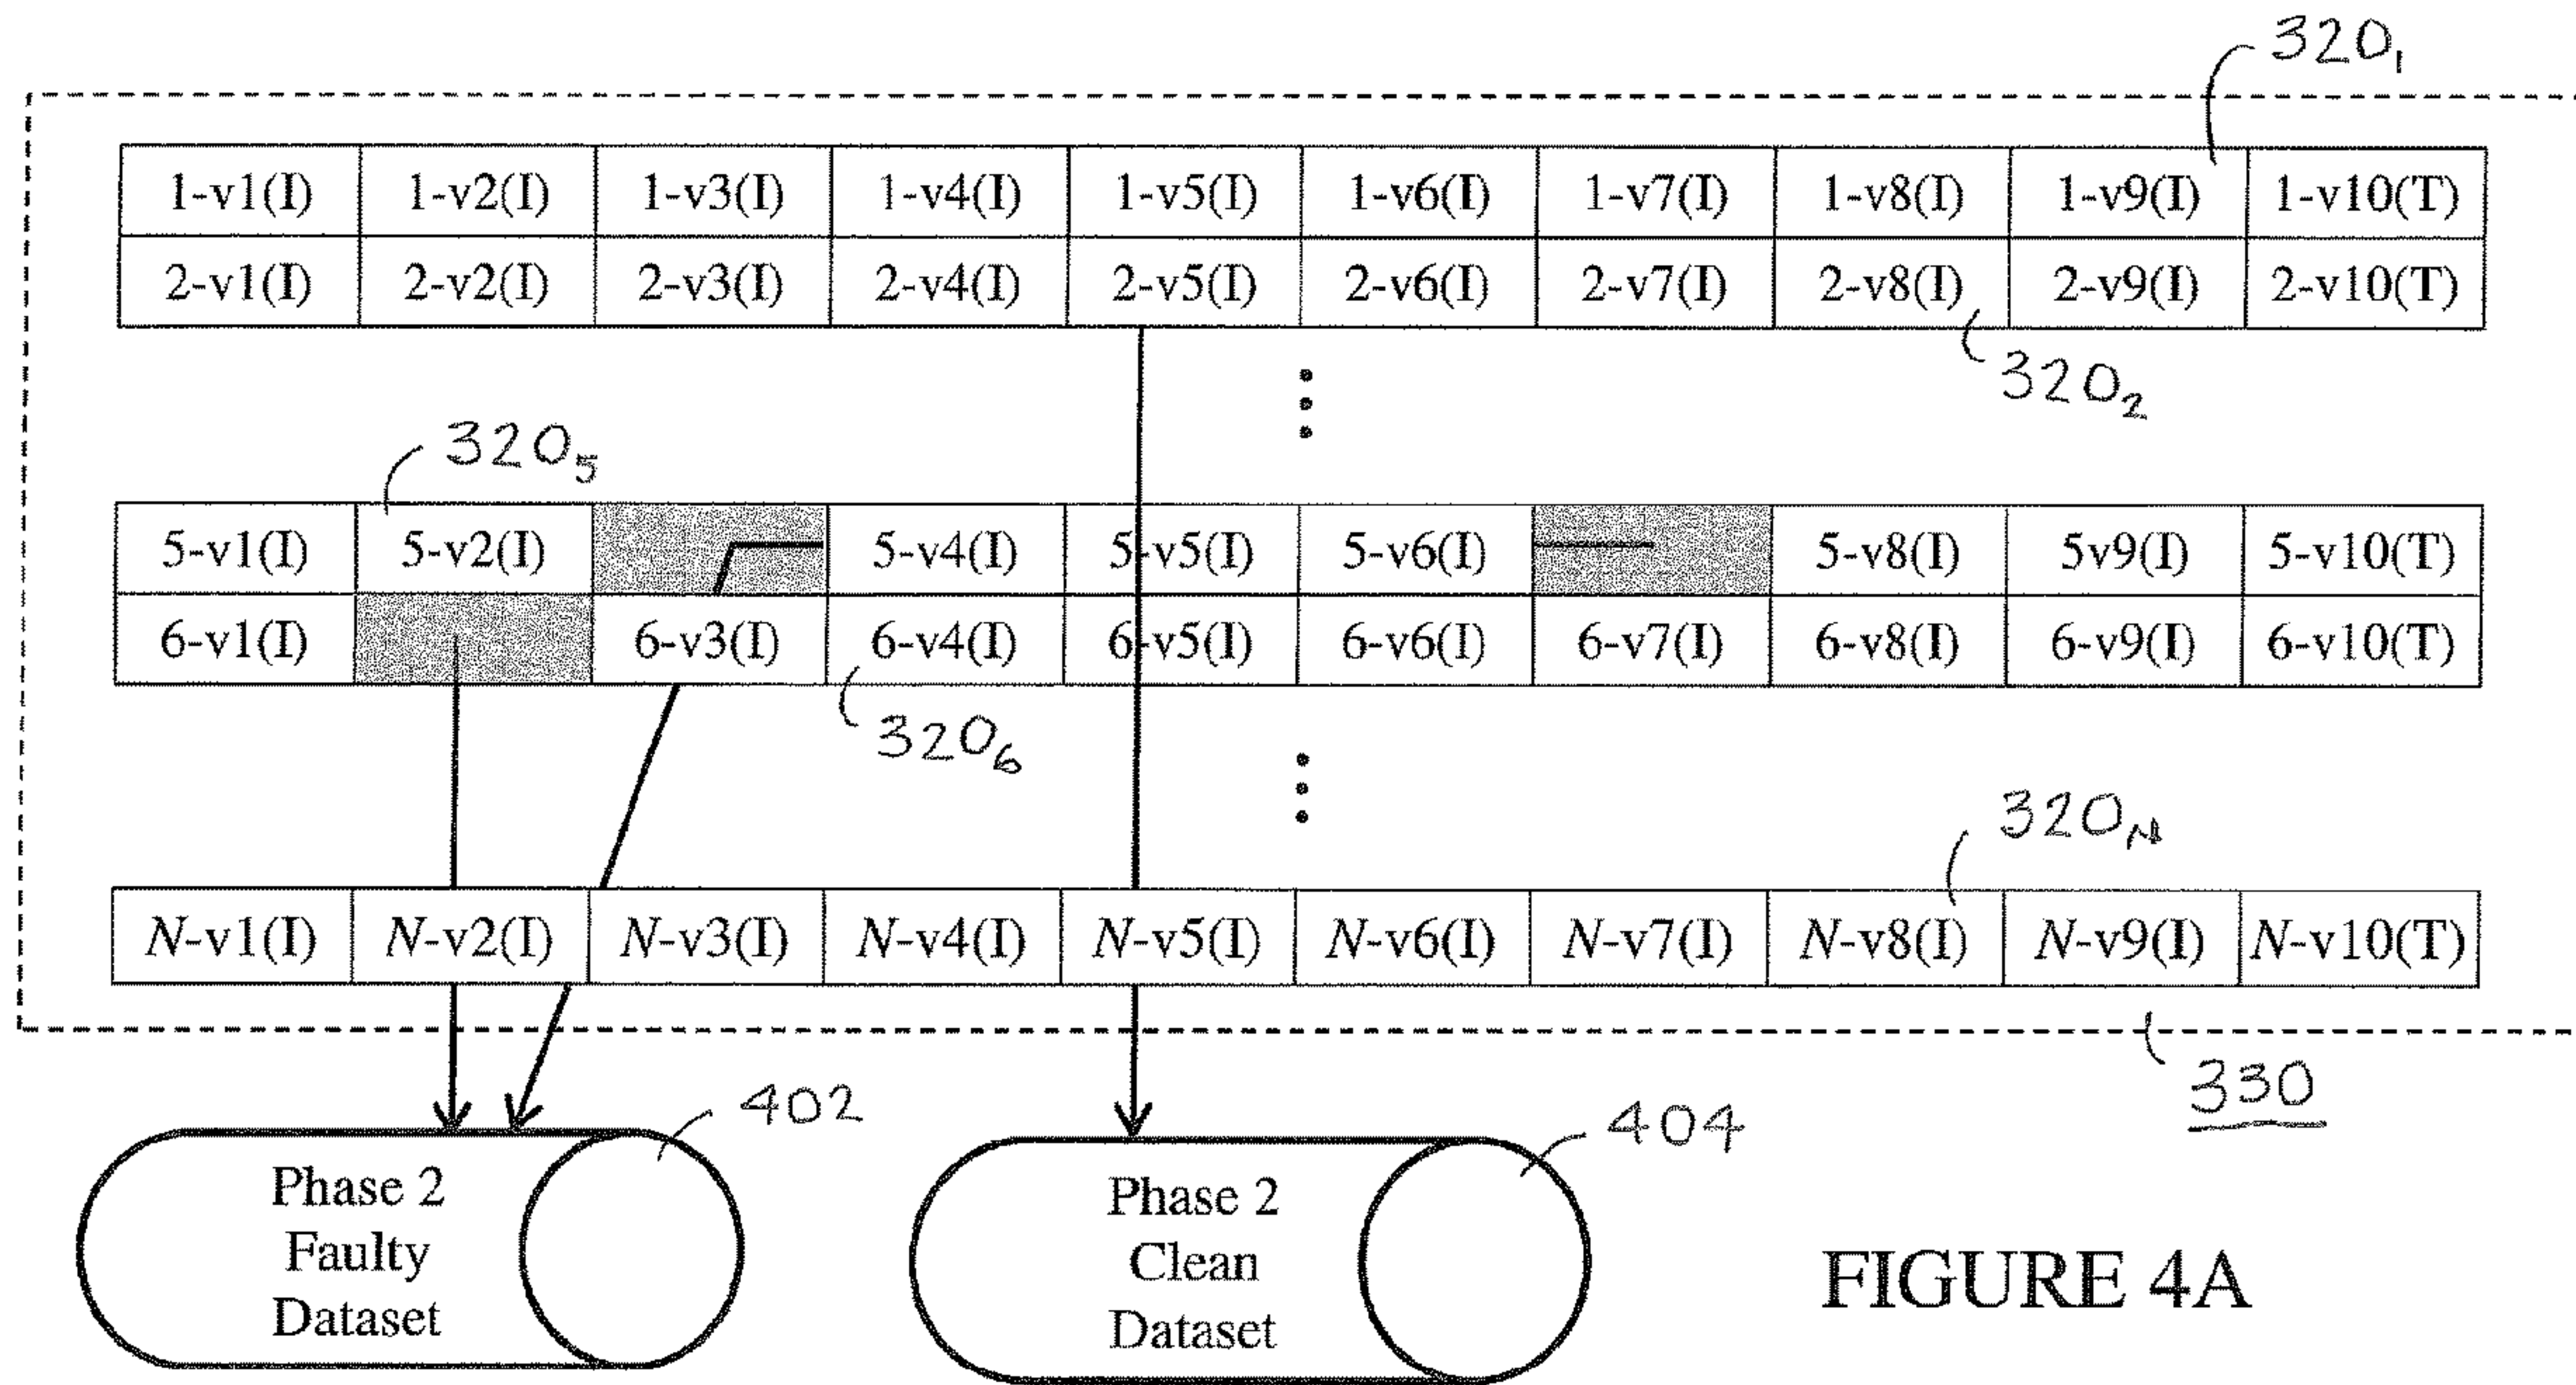 320₁
1-v1(I) 1-v2(I) 1-v3(I) 1-v4(I) 1-v5(I) 1-v6(I) 1-v7(I) 1-v8(I) 1-v9(I) 1-v10(T)
2-v1(I) 2-v2(I) 2-v3(I) 2-v4(I) 2-v5(I) 2-v6(I) 2-v7(I) 2-v8(I) 2-v9(I) 2-v10(T)
320₂
320₅
5-v1(I) 5-v2(I) 5-v4(I) 5-v5(I) 5-v6(I) 5-v8(I) 5v9(I) 5-v10(T)
6-v1(I) 6-v3(I) 6-v4(I) 6-v5(I) 6-v6(I) 6-v7(I) 6-v8(I) 6-v9(I) 6-v10(T)
320₆
320N
N-v1(I) N-v2(I) N-v3(I) N-v4(I) N-v5(I) N-v6(I) N-v7(I) N-v8(I) N-v9(I) N-v10(T)
330
402
404
Phase 2
Faulty
Dataset
Phase 2
Clean
Dataset
FIGURE 4A